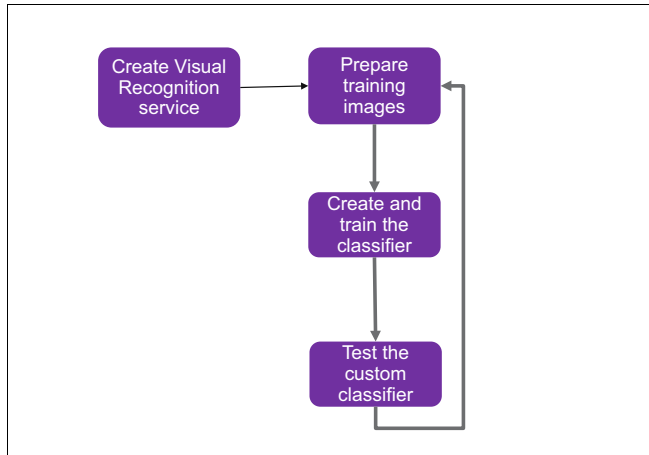 Create Visual
Recognition
service
Prepare
training
images
Create and
train the
classifier
Test the
custom
classifier